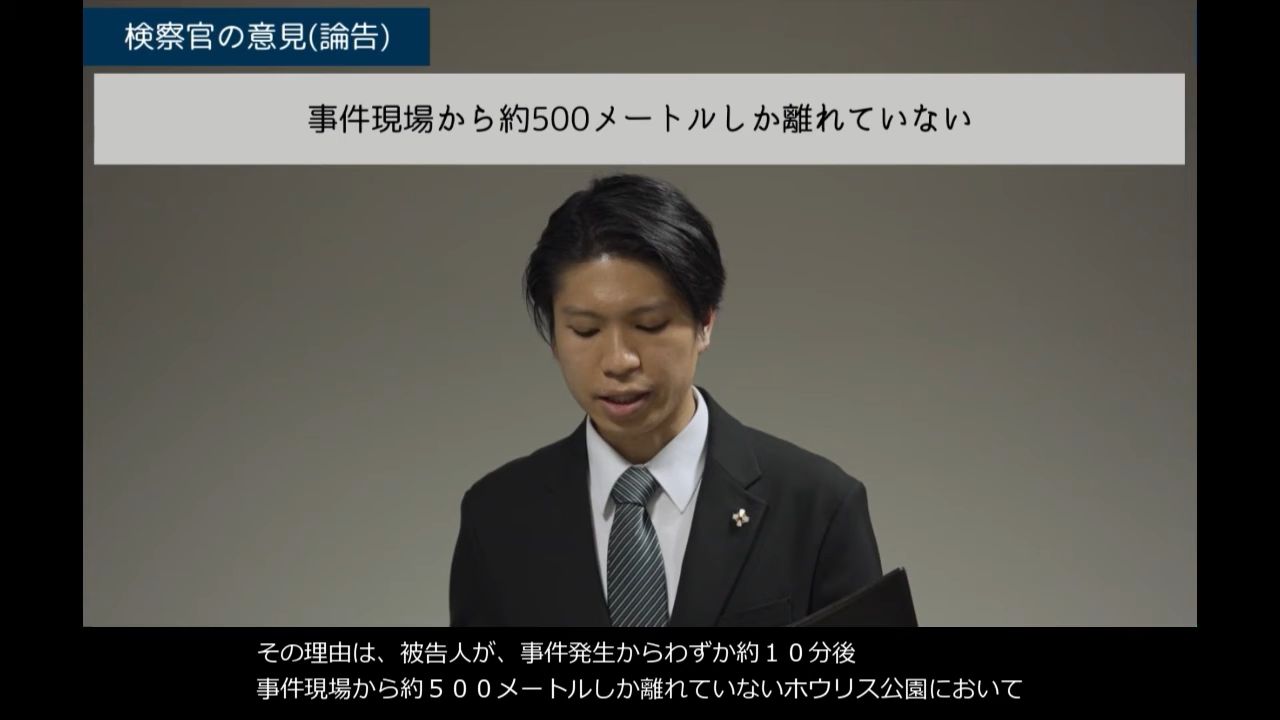 検察官の意見(論告)
事件現場から約500メートルしか離れていない
その理由は、被告人が、事件発生からわずか約１０分後
事件現場から約５００メートルしか離れていないホウリス公園において